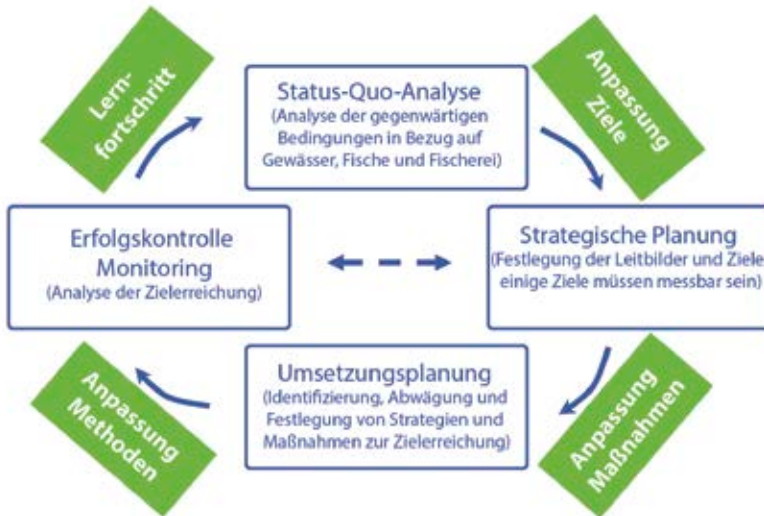 Lern-
fortschritt
Status-Quo-Analyse
(Analyse der gegenwärtigen
Bedingungen in Bezug auf
Gewässer, Fische und Fischerei)
Anpassung
Ziele
Erfolgskontrolle
Monitoring
(Analyse der Zielerreichung)
Strategische Planung
(Festlegung der Leitbilder und Ziele
einige Ziele müssen messbar sein)
Anpassung
Methoden
Umsetzungsplanung
(Identifizierung, Abwägung und
Festlegung von Strategien und
Maßnahmen zur Zielerreichung)
Anpassung
Maßnahmen